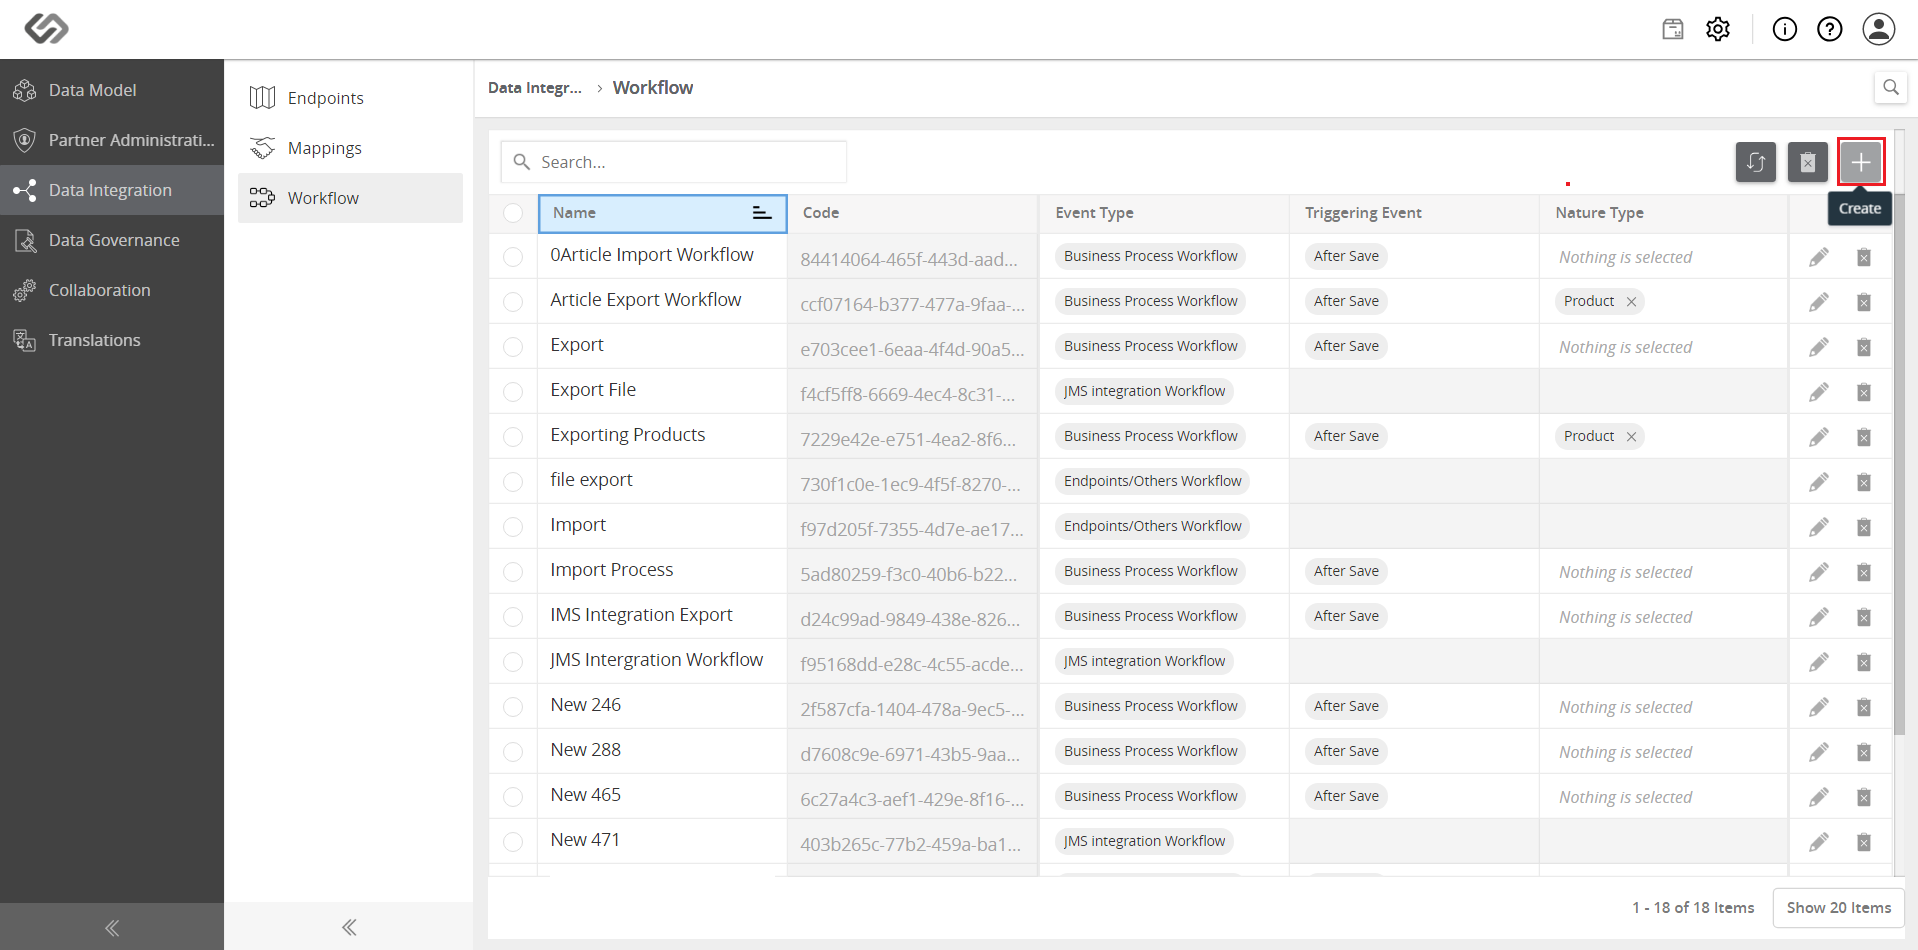 Data Integr... › Workflow
Data Model
Partner Administrati...
Data Integration
Data Governance
Collaboration
Translations
Endpoints
Mappings
Workflow
Search...
Create
Name Code Event Type Triggering Event Nature Type
0Article Import Workflow 84414064-465f-443d-aad... Business Process Workflow After Save Nothing is selected
Article Export Workflow ccf07164-b377-477a-9faa-... Business Process Workflow After Save Product ×
Export e703cee1-6eaa-4f4d-90a5... Business Process Workflow After Save Nothing is selected
Export File f4cf5ff8-6669-4ec4-8c31-... JMS integration Workflow
Exporting Products 7229e42e-e751-4ea2-8f6... Business Process Workflow After Save Product ×
file export 730f1c0e-1ec9-4f5f-8270-... Endpoints/Others Workflow
Import f97d205f-7355-4d7e-ae17... Endpoints/Others Workflow
Import Process 5ad80259-f3c0-40b6-b22... Business Process Workflow After Save Nothing is selected
IMS Integration Export d24c99ad-9849-438e-826... Business Process Workflow After Save Nothing is selected
JMS Intergration Workflow f95168dd-e28c-4c55-acde... JMS integration Workflow
New 246 2f587cfa-1404-478a-9ec5-... Business Process Workflow After Save Nothing is selected
New 288 d7608c9e-6971-43b5-9aa... Business Process Workflow After Save Nothing is selected
New 465 6c27a4c3-aef1-429e-8f16-... Business Process Workflow After Save Nothing is selected
New 471 403b265c-77b2-459a-ba1... JMS integration Workflow
1 - 18 of 18 Items Show 20 Items